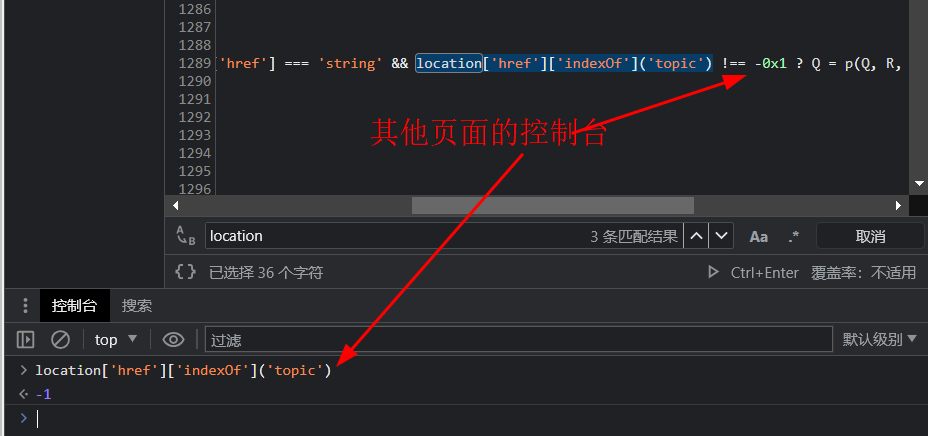 1286
1287
1288
1289 ['href'] === 'string' && location['href']['indexOf']('topic') !== -0x1 ? Q = p(Q, R,
1290
1291
1292
其他页面的控制台
1293
1294
1295
1296
location
3 条匹配结果
Aa
.*
取消
{} 已选择 36 个字符
Ctrl+Enter
覆盖率：不适用
控制台
搜索
top
过滤
默认级别
> location['href']['indexOf']('topic')
-1
>